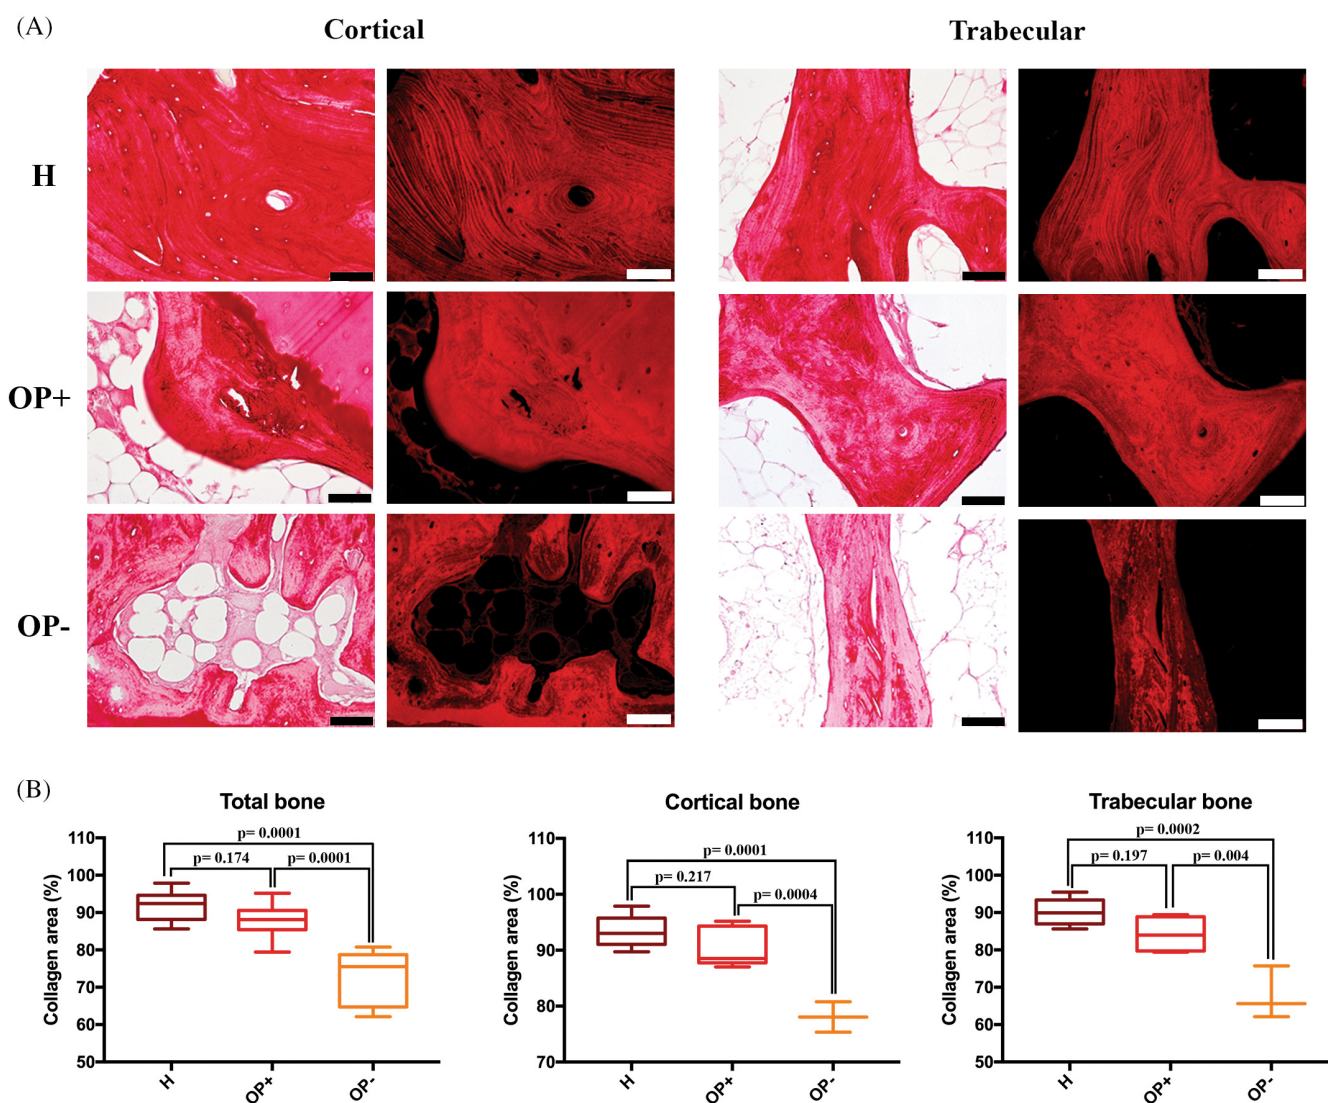 (A)
Cortical
Trabecular
H
OP+
OP-
(B)
Total bone
p= 0.0001
p= 0.174
p= 0.0001
Collagen area (%)
110
100
90
80
70
60
50
H
OP+
OP-
Cortical bone
p= 0.0001
p= 0.217
p= 0.0004
Collagen area (%)
110
100
90
80
70
H
OP+
OP-
Trabecular bone
p= 0.0002
p= 0.197
p= 0.004
Collagen area (%)
110
100
90
80
70
60
50
H
OP+
OP-